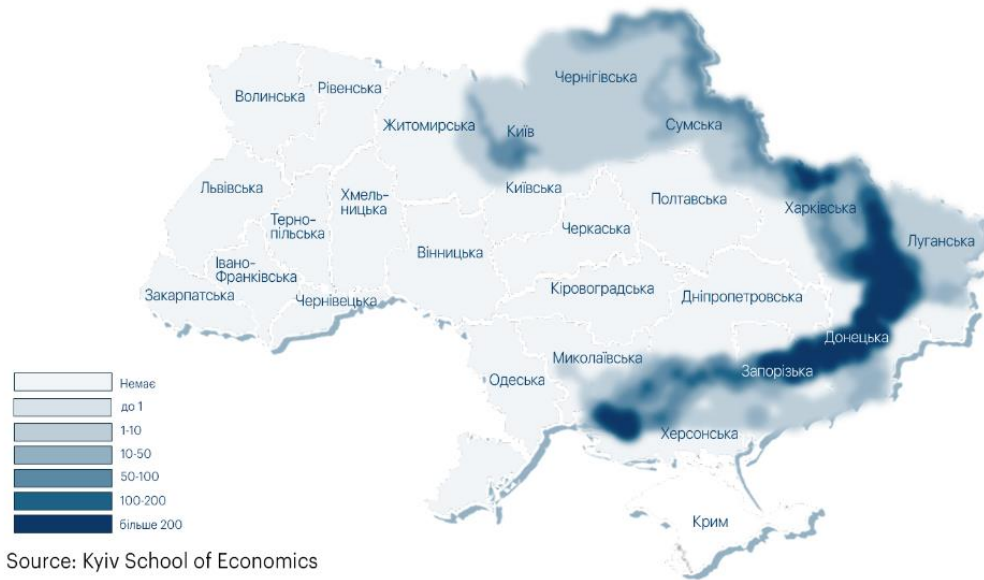 Чернігівська
Рівенська
Волинська
Житомирська
Київ
Сумська
Львівська
Хмель-
ницька
Київська
Полтавська
Харківська
Терно-
пільська
Черкаська
Луганська
Вінницька
Івано-
Франківська
Закарпатська
Чернівецька
Кіровоградська
Дніпропетровська
Донецька
Миколаївська
Запорізька
Одеська
Херсонська
Крим
Немає
до 1
1-10
10-50
50-100
100-200
більше 200
Source: Kyiv School of Economics